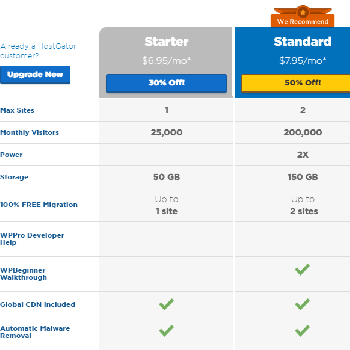 We Recommend
Already a HostGator
customer?
Upgrade Now
Starter
$6.95/mo*
30% Off!
Standard
$7.95/mo*
50% Off!
Max Sites 1 2
Monthly Visitors 25,000 200,000
Power 2X
Storage 50 GB 150 GB
100% FREE Migration Up to 1 site Up to 2 sites
WPPro Developer
Help
WPBeginner
Walkthrough
Global CDN Included
Automatic Malware
Removal